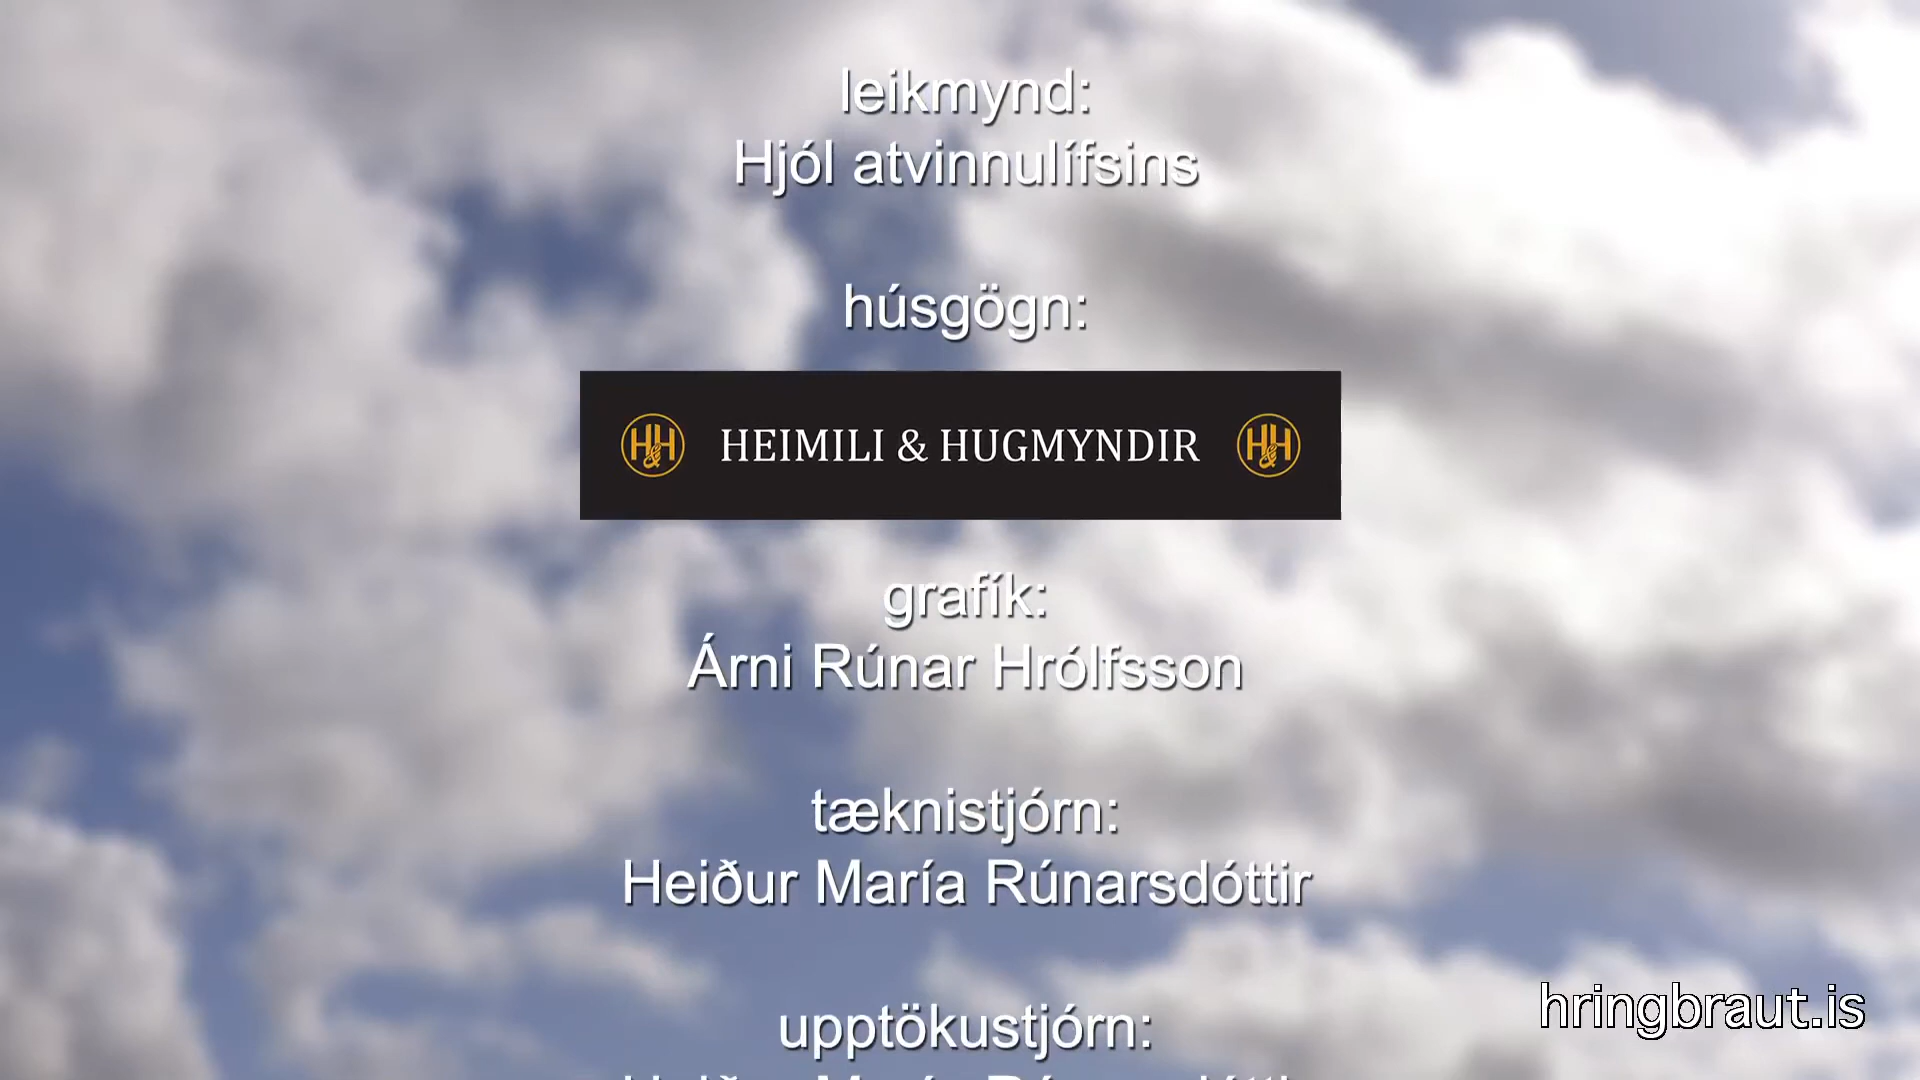 leikmynd:
Hjól atvinnulífsins
húsgögn:
H&H HEIMILI & HUGMYNDIR H&H
grafík:
Árni Rúnar Hrólfsson
tæknistjórn:
Heiður María Rúnarsdóttir
upptökustjórn:
hringbraut.is